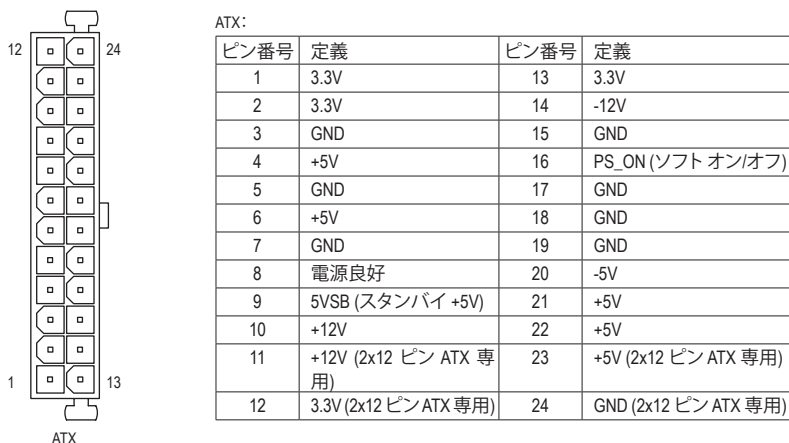 ATX:
12
24
1
13
ATX
ピン番号 定義 ピン番号 定義
1 3.3V 13 3.3V
2 3.3V 14 -12V
3 GND 15 GND
4 +5V 16 PS_ON (ソフト オン/オフ)
5 GND 17 GND
6 +5V 18 GND
7 GND 19 GND
8 電源良好 20 -5V
9 5VSB (スタンバイ +5V) 21 +5V
10 +12V 22 +5V
11 +12V (2x12 ピン ATX 専用) 23 +5V (2x12 ピン ATX 専用)
12 3.3V (2x12 ピン ATX 専用) 24 GND (2x12 ピン ATX 専用)